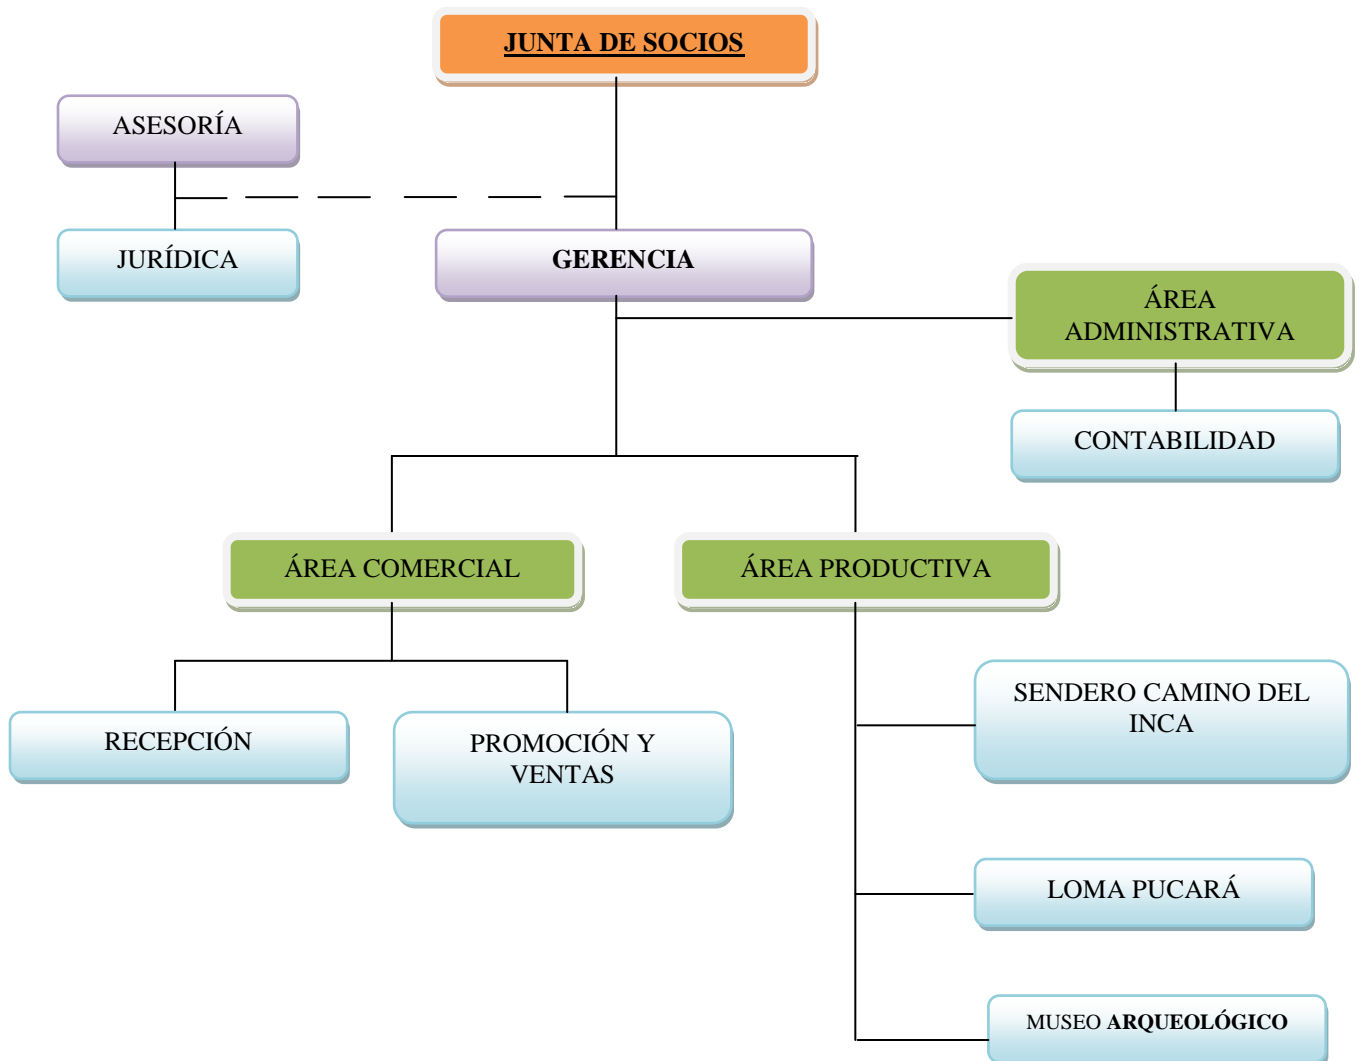 JUNTA DE SOCIOS
ASESORÍA
JURÍDICA
GERENCIA
ÁREA
ADMINISTRATIVA
CONTABILIDAD
ÁREA COMERCIAL
ÁREA PRODUCTIVA
RECEPCIÓN
PROMOCIÓN Y
VENTAS
SENDERO CAMINO DEL
INCA
LOMA PUCARÁ
MUSEO ARQUEOLÓGICO